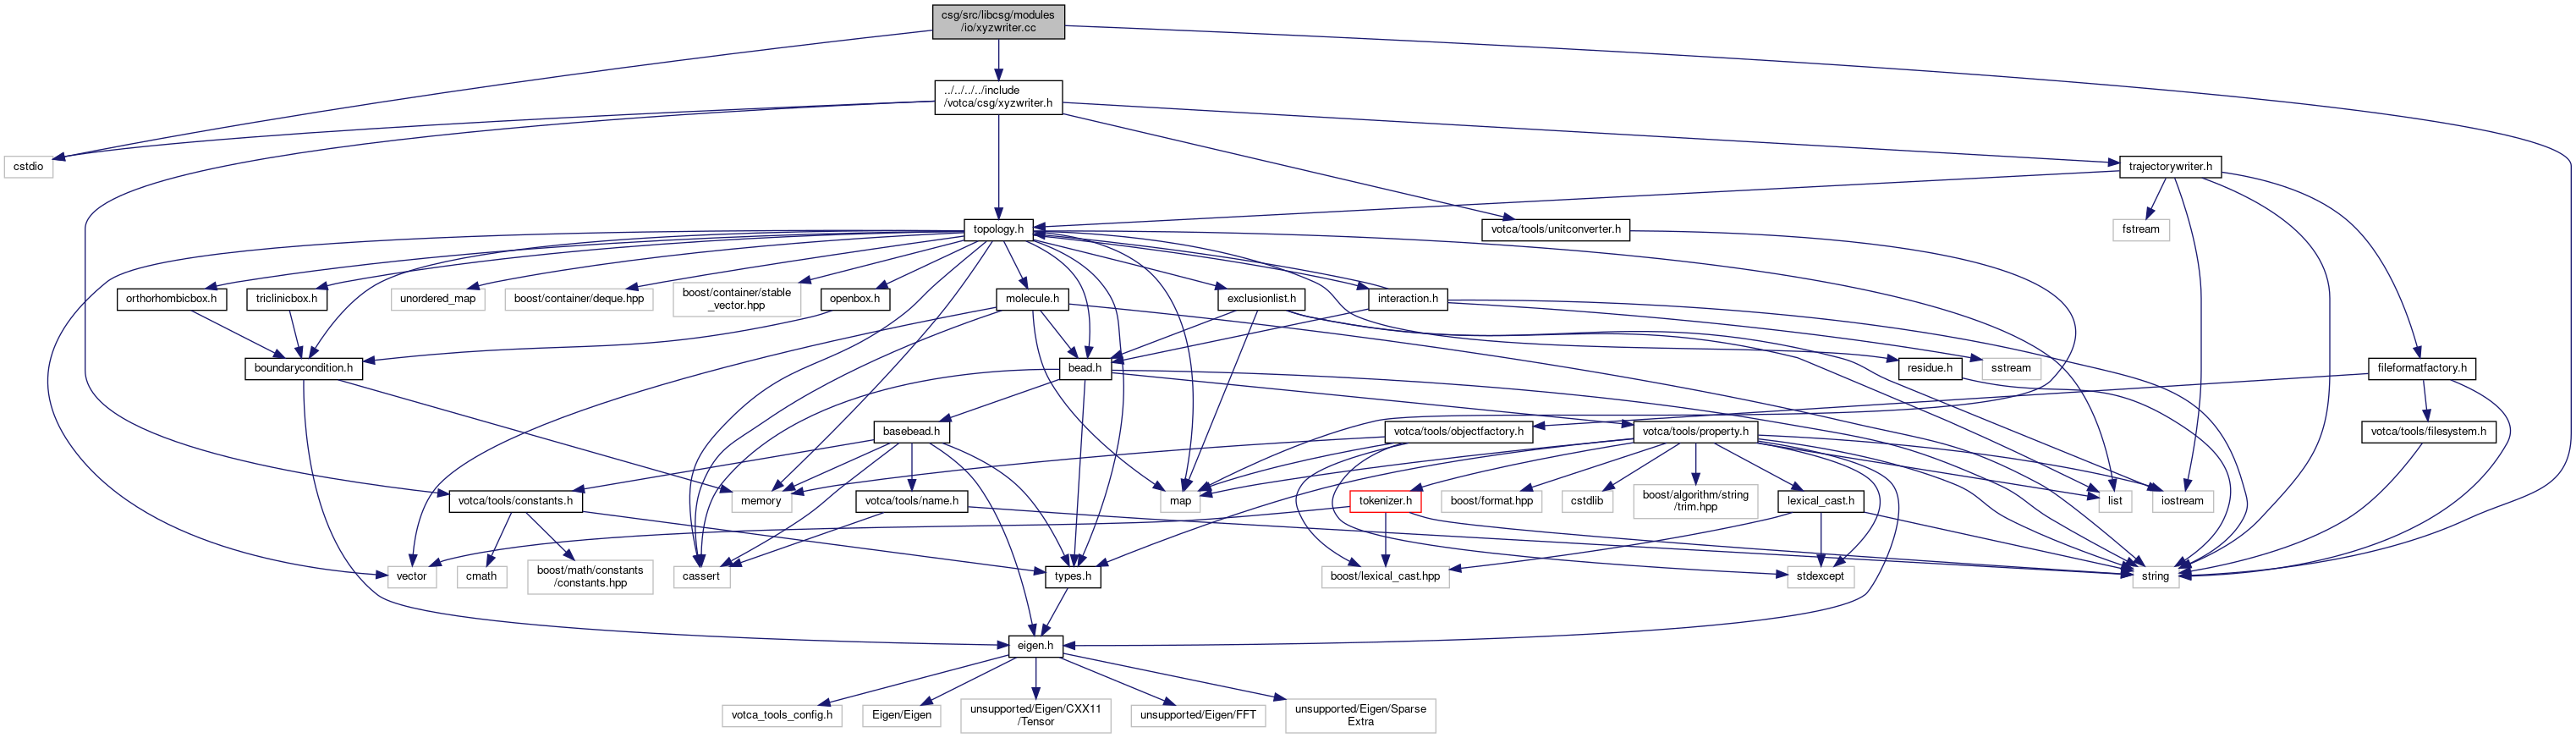 csg/src/libcsg/modules
/io/xyzwriter.cc
../../../../include
/votca/csg/xyzwriter.h
cstdio
trajectorywriter.h
topology.h
votca/tools/unitconverter.h
fstream
orthorhombicbox.h
triclinicbox.h
unordered_map
boost/container/deque.hpp
boost/container/stable
_vector.hpp
openbox.h
molecule.h
exclusionlist.h
interaction.h
boundarycondition.h
bead.h
residue.h
sstream
fileformatfactory.h
basebead.h
votca/tools/objectfactory.h
votca/tools/property.h
votca/tools/filesystem.h
votca/tools/constants.h
memory
votca/tools/name.h
map
tokenizer.h
boost/format.hpp
cstdlib
boost/algorithm/string
/trim.hpp
lexical_cast.h
list
iostream
vector
cmath
boost/math/constants
/constants.hpp
cassert
types.h
boost/lexical_cast.hpp
stdexcept
string
eigen.h
votca_tools_config.h
Eigen/Eigen
unsupported/Eigen/CXX11
/Tensor
unsupported/Eigen/FFT
unsupported/Eigen/Sparse
Extra